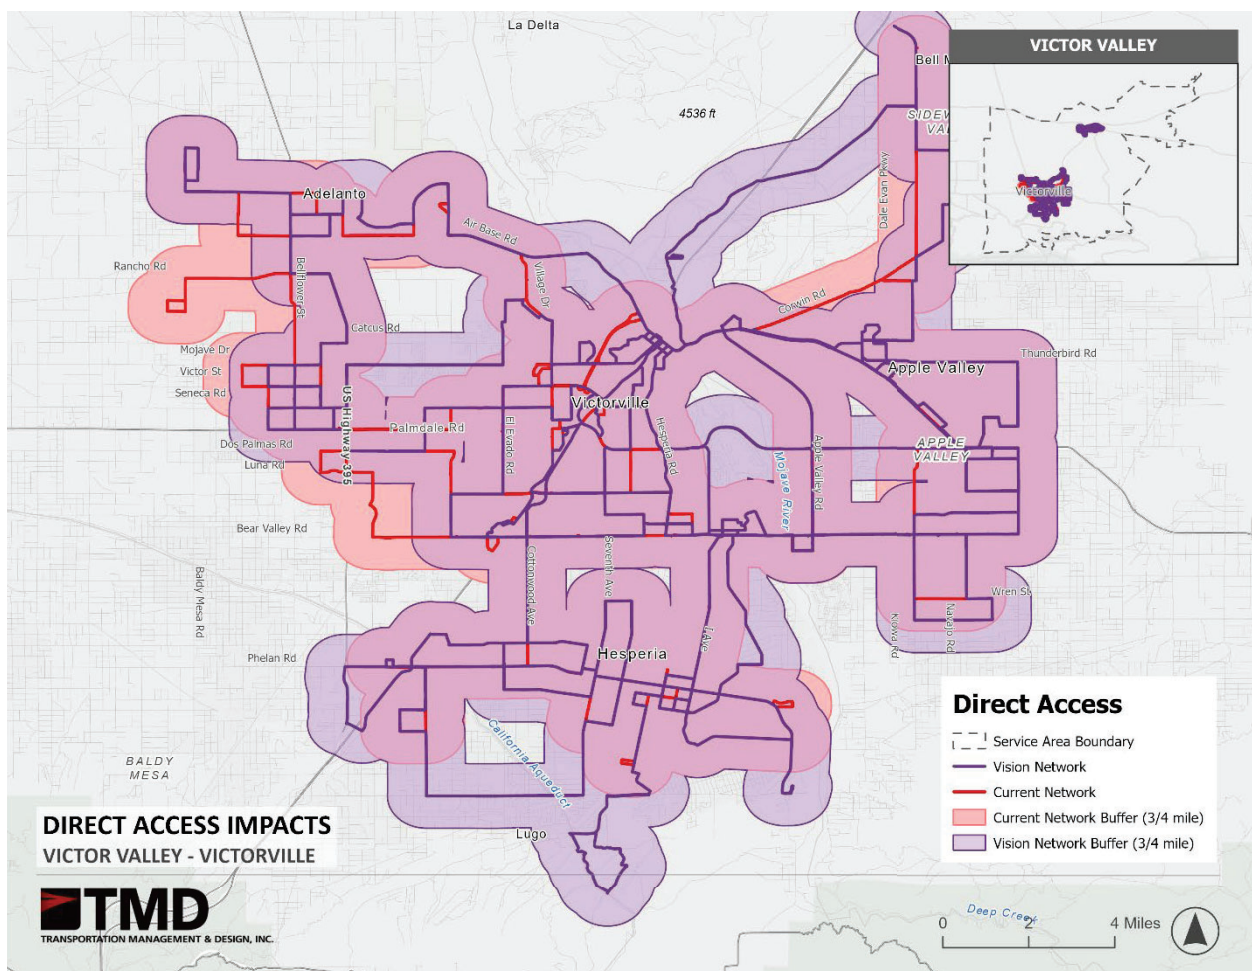 La Delta
VICTOR VALLEY
Bell M
4536 ft
SIDEW
VAL
Victorville
Dale Evan Pkwy
Adelanto
Air Base Rd
Rancho Rd
Bellflower St
Village Dr
Corwin Rd
Catcus Rd
Mojave Dr
Thunderbird Rd
Victor St
Apple Valley
Seneca Rd
US Highway 395
Victorville
Palmdale Rd
El Evado Rd
Hesperia Rd
Apple Valley Rd
Dos Palmas Rd
APPLE
VALLEY
Luna Rd
Mojave River
Bear Valley Rd
Cottonwood Ave
Seventh Ave
Baldy Mesa Rd
Wren St
I Ave
Kiowa Rd
Navajo Rd
Phelan Rd
Hesperia
Direct Access
Service Area Boundary
California Aqueduct
BALDY
MESA
Vision Network
Current Network
Current Network Buffer (3/4 mile)
Vision Network Buffer (3/4 mile)
DIRECT ACCESS IMPACTS
VICTOR VALLEY - VICTORVILLE
Lugo
TMD
TRANSPORTATION MANAGEMENT & DESIGN, INC.
Deep Creek
0 2 4 Miles